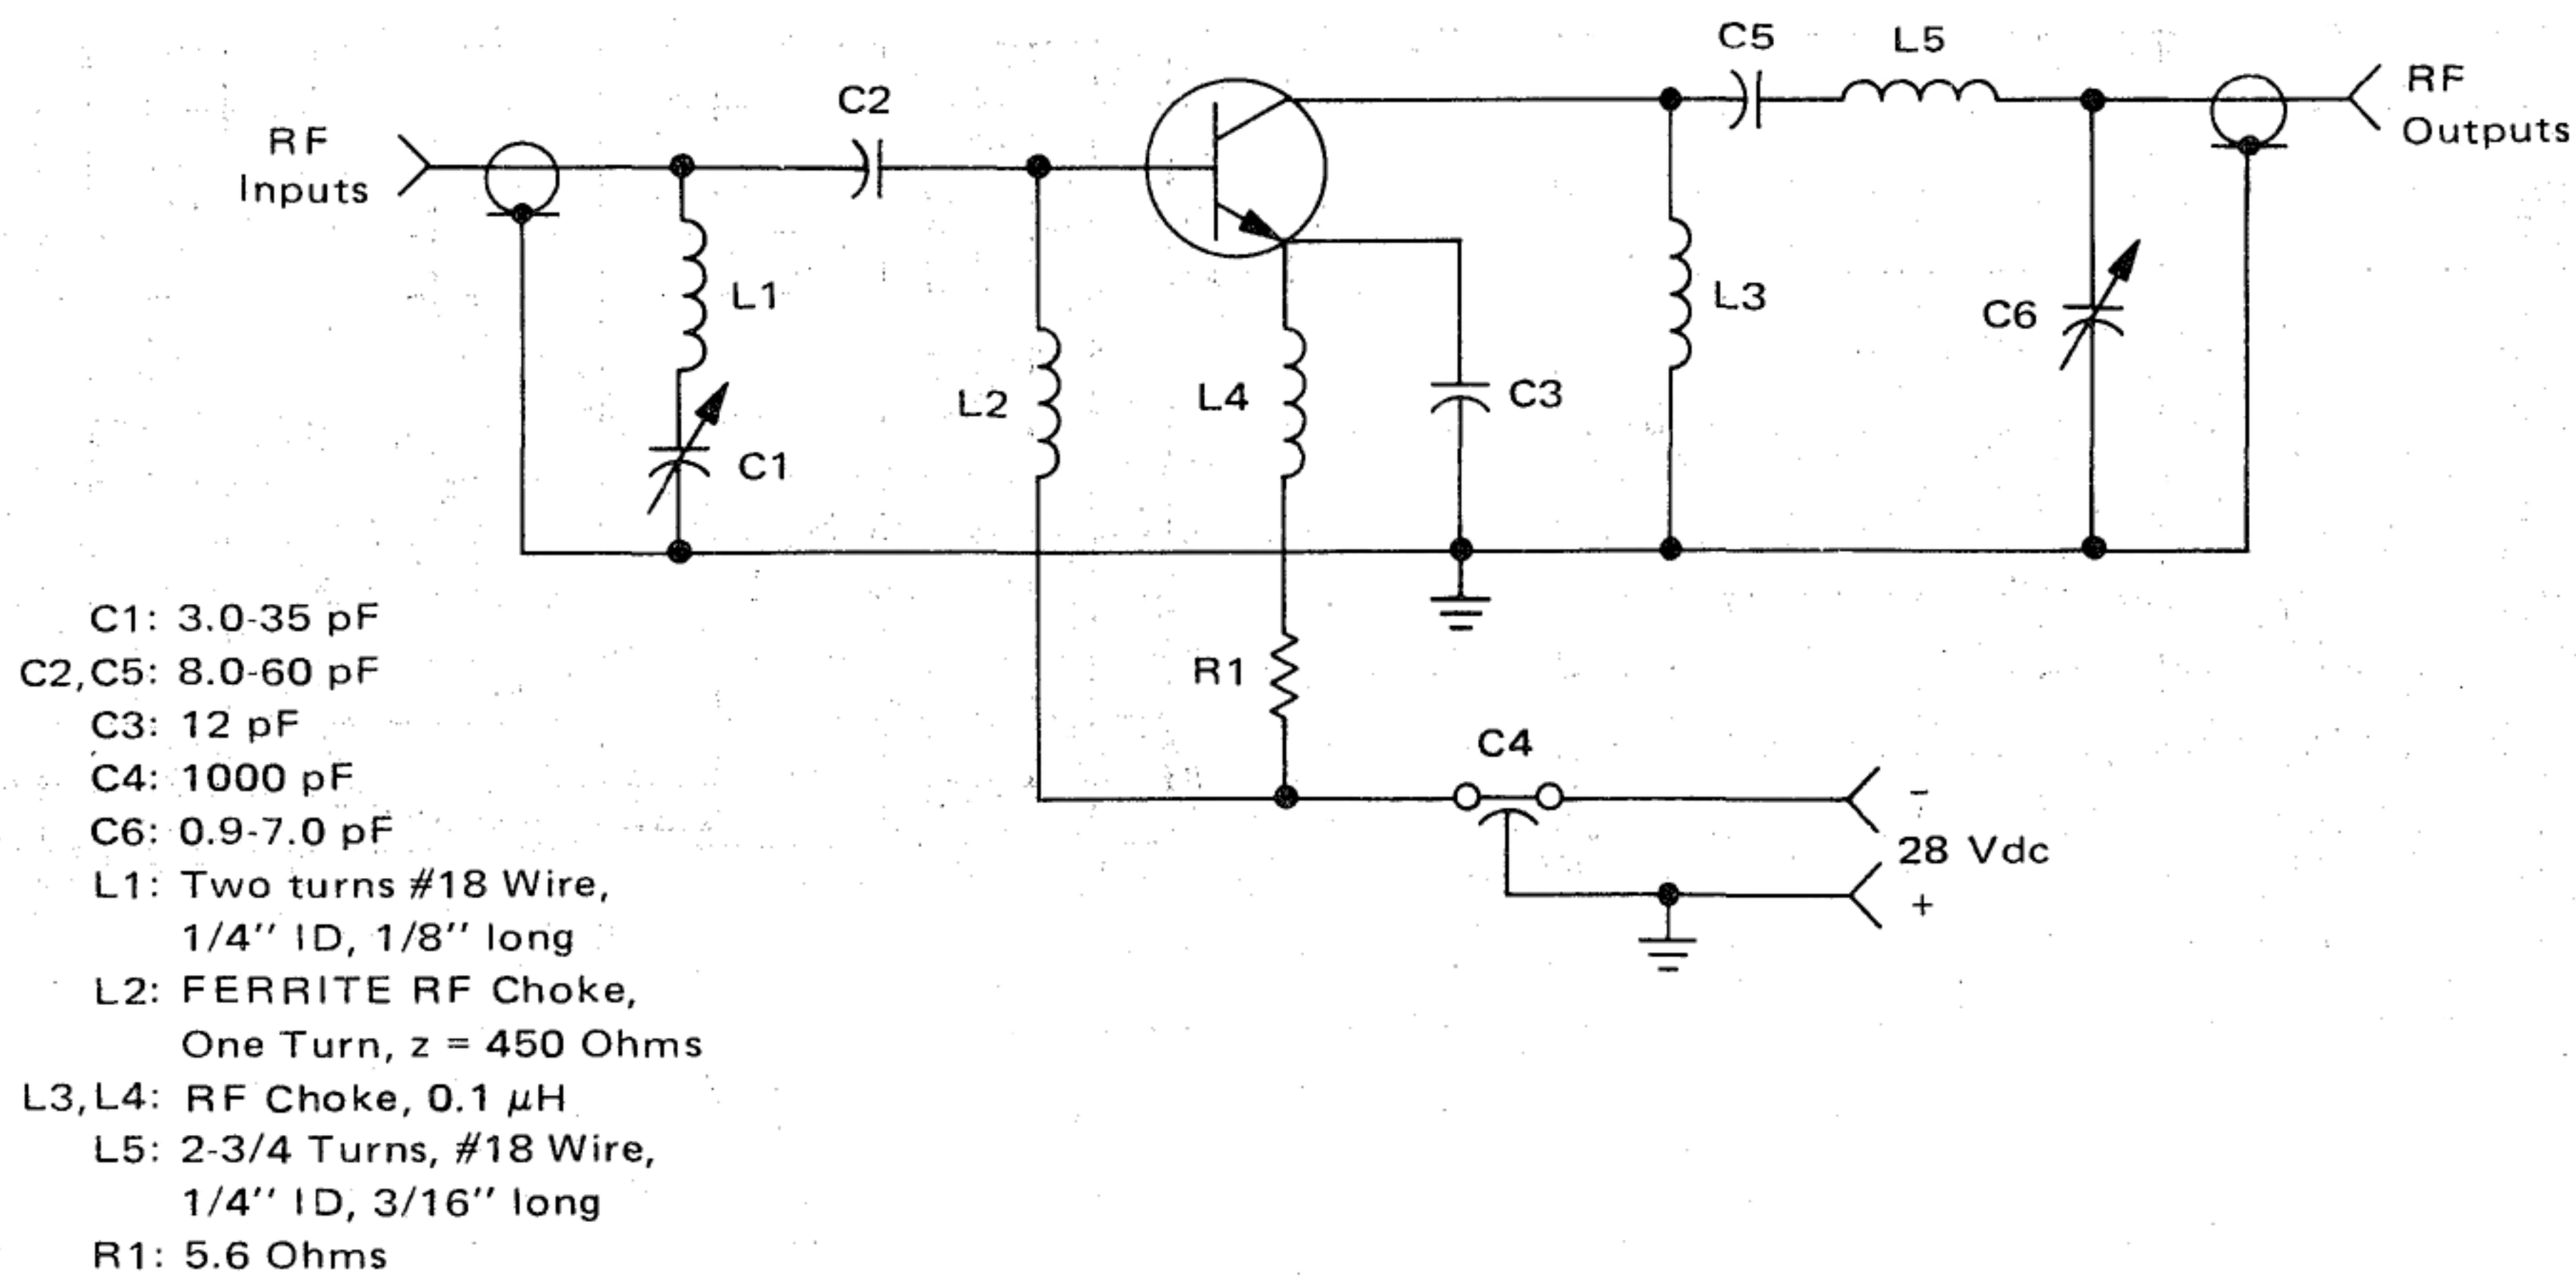 C5
L5
RF
Outputs
C2
RF
Inputs
L1
L3
C6
L2
L4
C3
C1
R1
C4
-
28 Vdc
+
C1: 3.0-35 pF
C2,C5: 8.0-60 pF
C3: 12 pF
C4: 1000 pF
C6: 0.9-7.0 pF
L1: Two turns #18 Wire,
1/4" ID, 1/8" long
L2: FERRITE RF Choke,
One Turn, z = 450 Ohms
L3,L4: RF Choke, 0.1 μH
L5: 2-3/4 Turns, #18 Wire,
1/4" ID, 3/16" long
R1: 5.6 Ohms